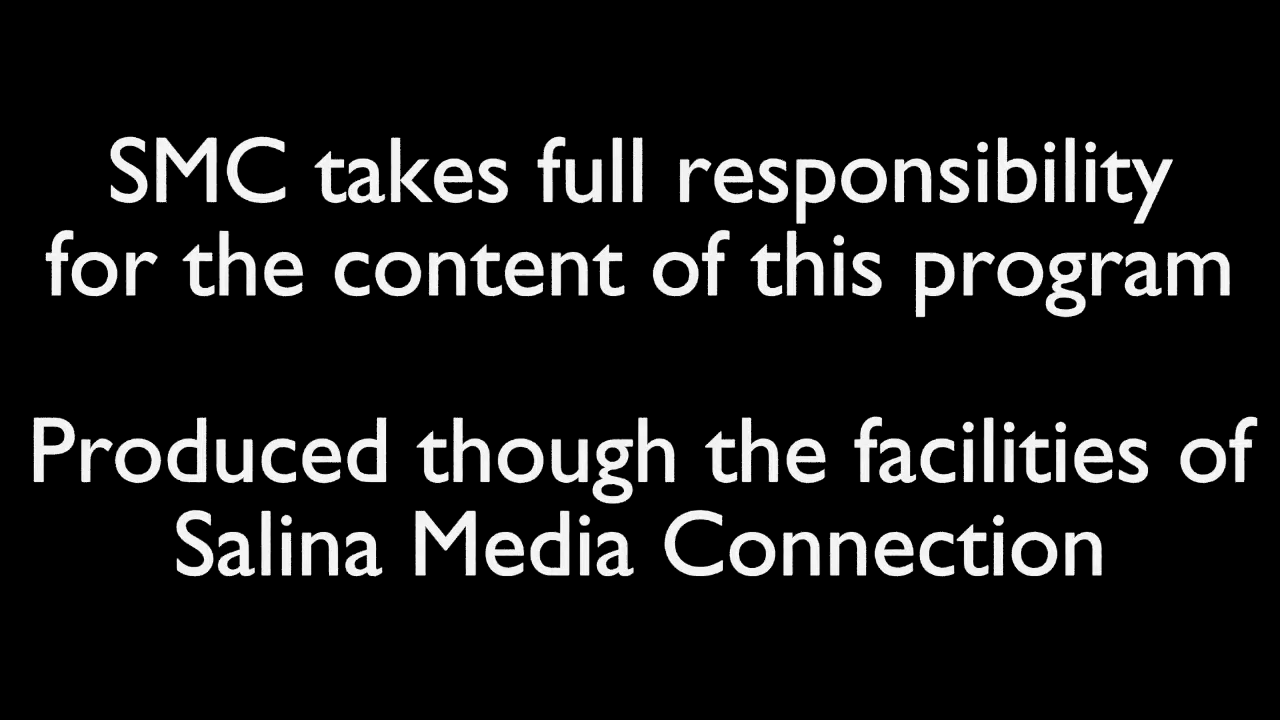 SMC takes full responsibility
for the content of this program
Produced though the facilities of
Salina Media Connection